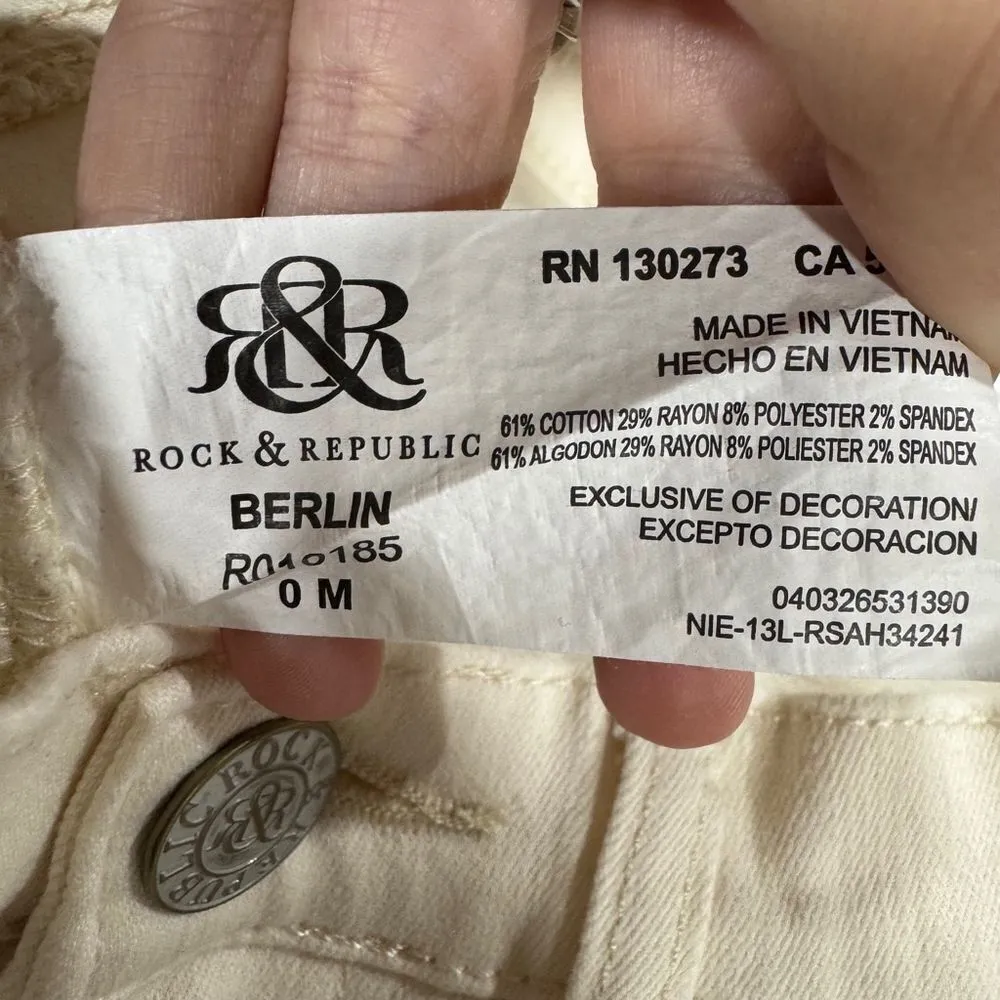 R&R
ROCK & REPUBLIC
BERLIN
0 M
RN 130273 CA
MADE IN
HECHO EN VIETNAM
61% COTTON 29% RAYON 8% POLYESTER 2% SPANDEX
61% ALGODON 29% RAYON 8% POLIESTER 2% SPANDEX
EXCLUSIVE OF DECORATION/
EXCEPTO DECORACION
040326531390
NIE-13L-RSAH34241
ROCK
R&R